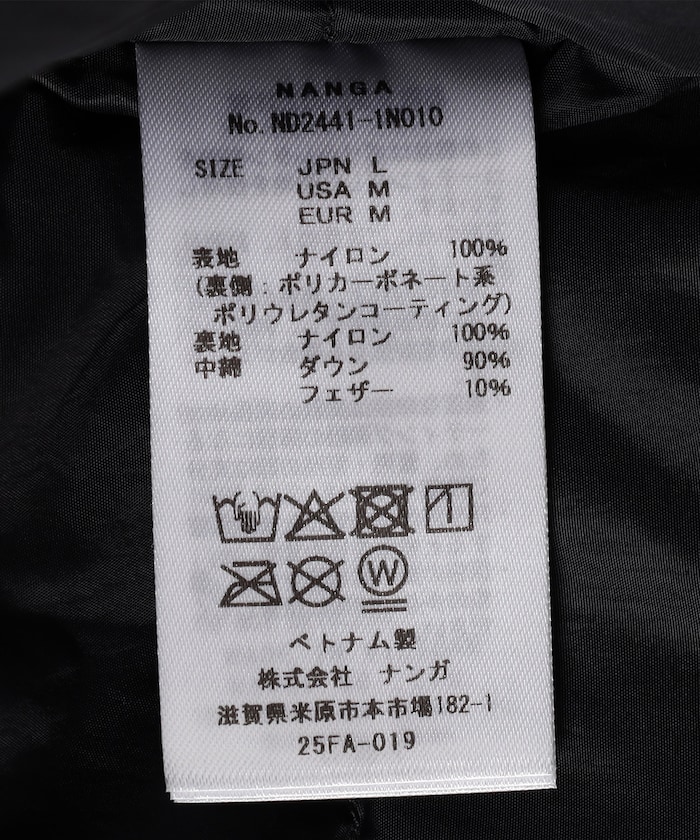 NANGA
No. ND2441-1N010
SIZE JPN L
USA M
EUR M
表地 ナイロン 100%
(裏側:ポリカーボネート系
ポリウレタンコーティング)
裏地 ナイロン 100%
中綿 ダウン 90%
フェザー 10%
W
ベトナム製
株式会社 ナンガ
滋賀県米原市本市場182-1
25FA-019